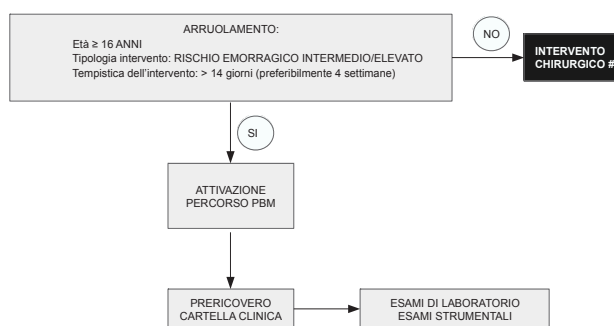 ARRUOLAMENTO:
Età ≥ 16 ANNI
Tipologia intervento: RISCHIO EMORRAGICO INTERMEDIO/ELEVATO
Tempistica dell'intervento: > 14 giorni (preferibilmente 4 settimane)
NO
INTERVENTO
CHIRURGICO #
SI
ATTIVAZIONE
PERCORSO PBM
PRERICOVERO
CARTELLA CLINICA
ESAMI DI LABORATORIO
ESAMI STRUMENTALI